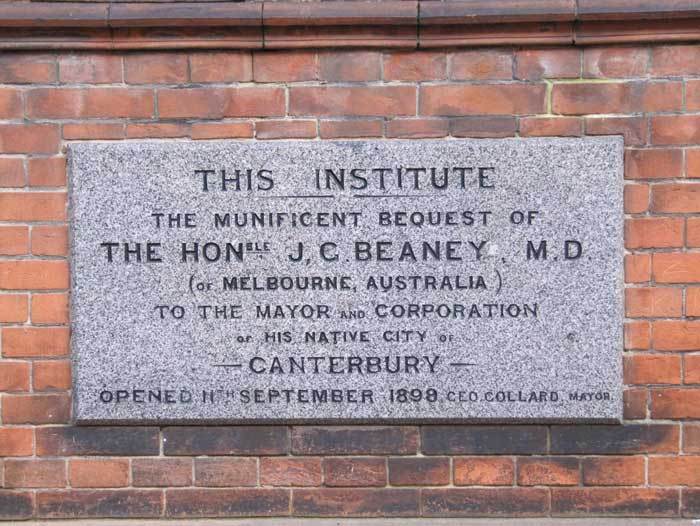 THIS INSTITUTE
THE MUNIFICENT BEQUEST OF
THE HONBLE J. C. BEANEY, M.D.
(OF MELBOURNE, AUSTRALIA)
TO THE MAYOR AND CORPORATION
OF HIS NATIVE CITY OF
— CANTERBURY —
OPENED 11TH SEPTEMBER 1899. GEO. COLLARD, MAYOR.